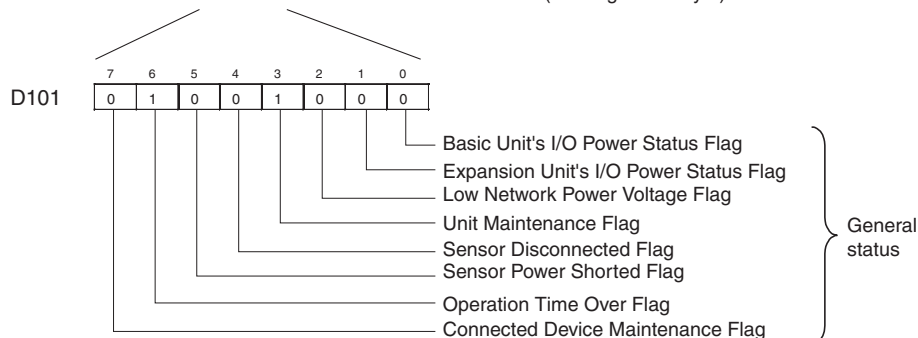 7 6 5 4 3 2 1 0
D101 0 1 0 0 1 0 0 0
Basic Unit's I/O Power Status Flag
Expansion Unit's I/O Power Status Flag
Low Network Power Voltage Flag
Unit Maintenance Flag
Sensor Disconnected Flag
Sensor Power Shorted Flag
Operation Time Over Flag
Connected Device Maintenance Flag
General
status